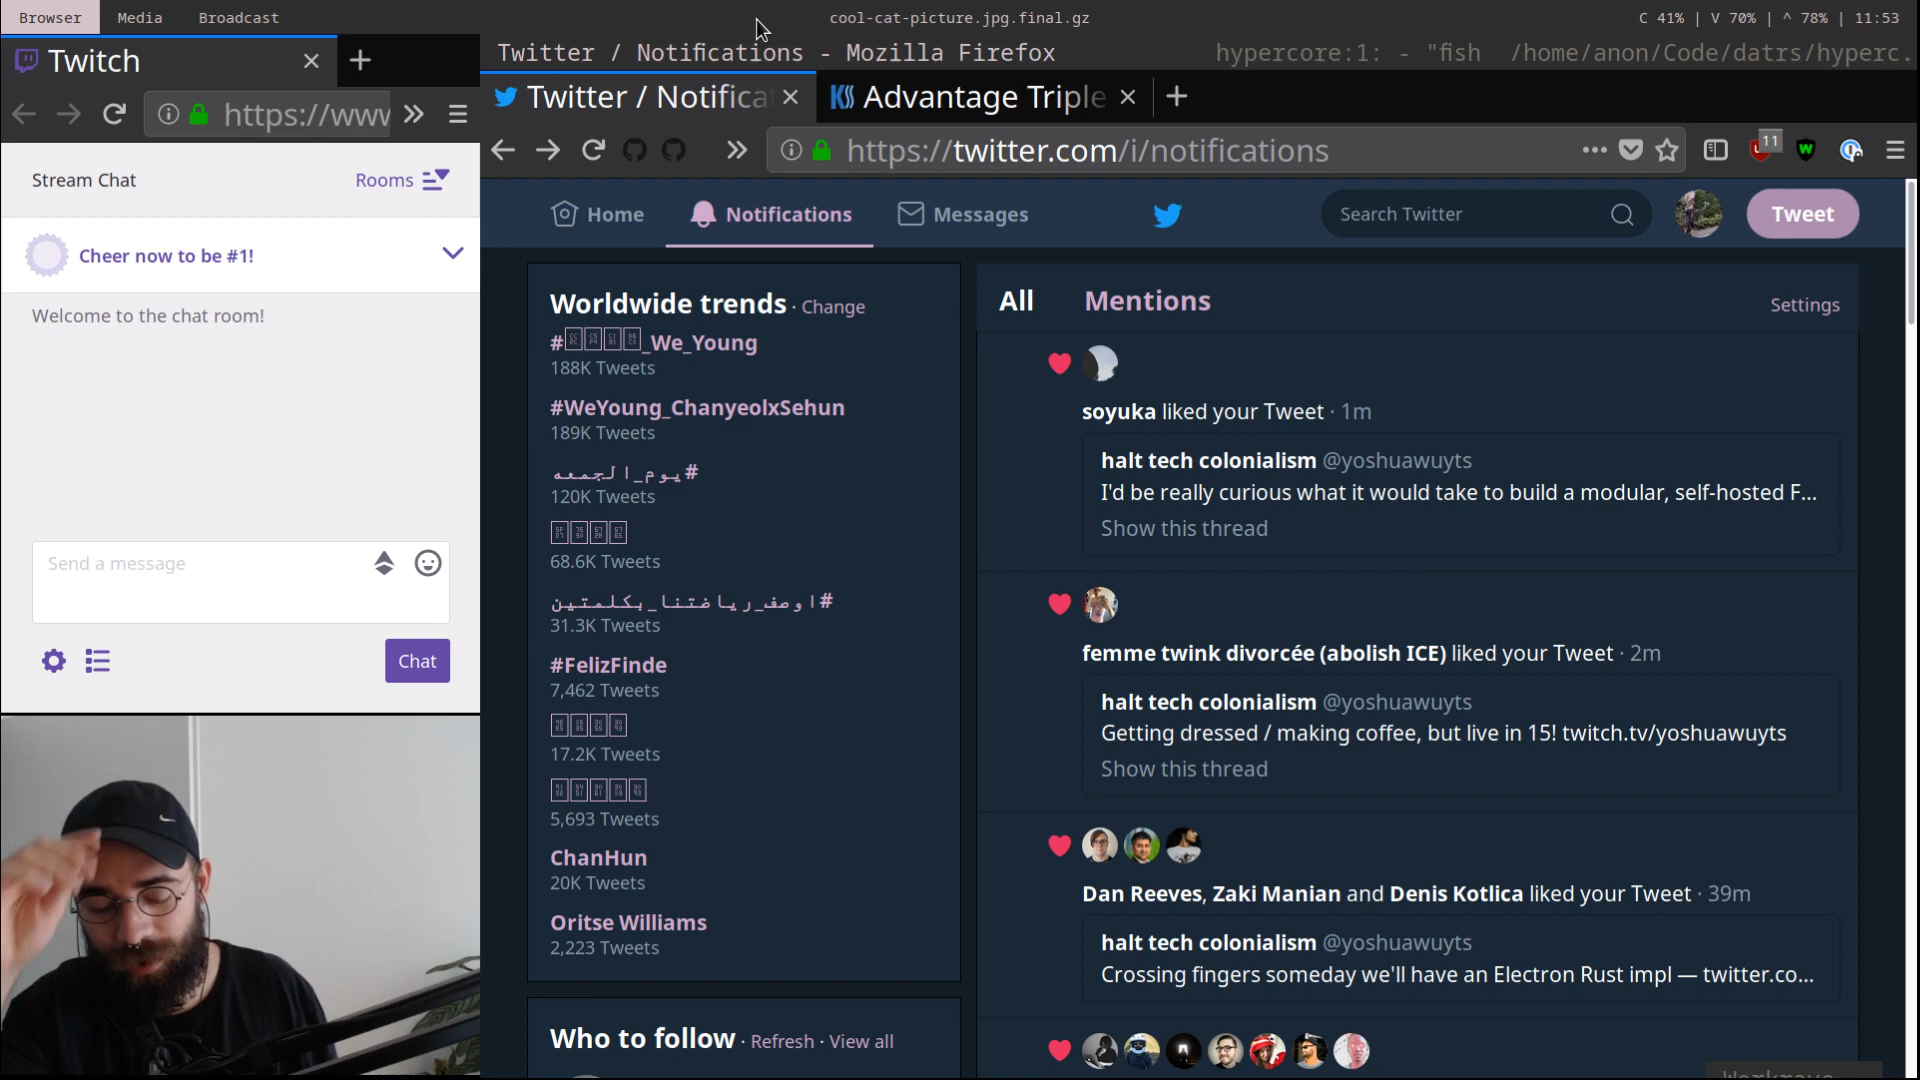 Browser Media Broadcast
cool-cat-picture.jpg.final.gz
C 41% | V 70% | ^ 78% | 11:53
Twitch
https://www
Stream Chat
Rooms
Cheer now to be #1!
Welcome to the chat room!
Send a message
Chat
Twitter / Notifications - Mozilla Firefox
hypercore:1: - "fish /home/anon/Code/datrs/hyperc.
Twitter / Notificat
Advantage Triple
https://twitter.com/i/notifications
11
Home Notifications Messages
Search Twitter
Tweet
Worldwide trends · Change
_We_Young
188K Tweets
#WeYoung_ChanyeolxSehun
189K Tweets
#يوم_الجمعه
120K Tweets
68.6K Tweets
#اوصف_رياضتنا_بكلمتين
31.3K Tweets
#FelizFinde
7,462 Tweets
17.2K Tweets
5,693 Tweets
ChanHun
20K Tweets
Oritse Williams
2,223 Tweets
Who to follow · Refresh · View all
All Mentions
Settings
soyuka liked your Tweet · 1m
halt tech colonialism @yoshuawuyts
I'd be really curious what it would take to build a modular, self-hosted F...
Show this thread
femme twink divorcée (abolish ICE) liked your Tweet · 2m
halt tech colonialism @yoshuawuyts
Getting dressed / making coffee, but live in 15! twitch.tv/yoshuawuyts
Show this thread
Dan Reeves, Zaki Manian and Denis Kotlica liked your Tweet · 39m
halt tech colonialism @yoshuawuyts
Crossing fingers someday we'll have an Electron Rust impl — twitter.co...